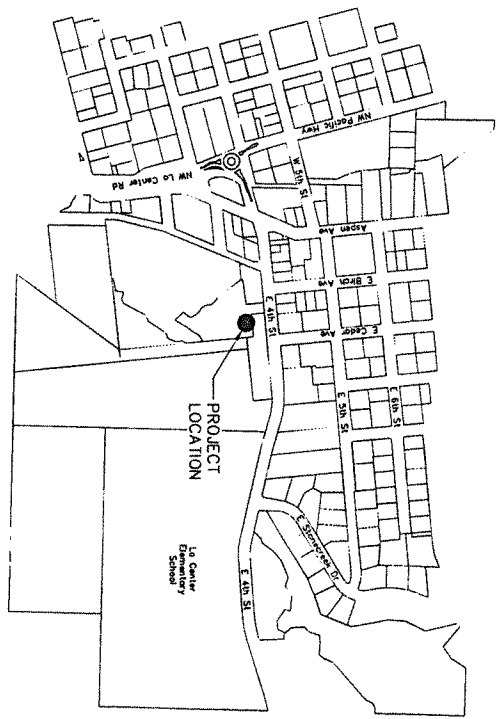 NW Pacific Hwy
W 5th St
NW La Center Rd
Aspen Ave
E Birch Ave
E Cedar Ave
E 4th St
E 5th St
E 6th St
PROJECT
LOCATION
E Stonecreek Dr
E 4th St
La Center
Elementary
School